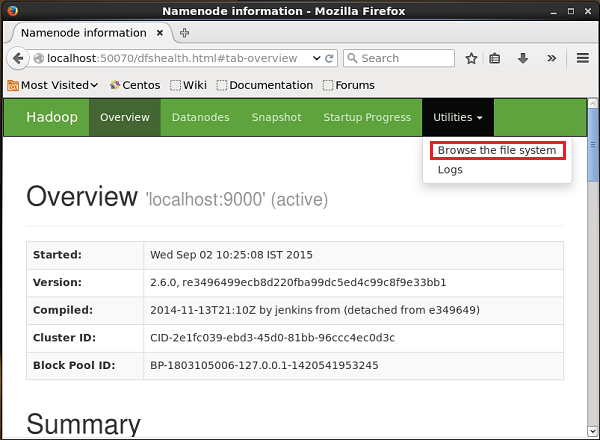 Namenode information - Mozilla Firefox
Namenode information
localhost:50070/dfshealth.html#tab-overview
Search
Most Visited
Centos
Wiki
Documentation
Forums
Hadoop
Overview
Datanodes
Snapshot
Startup Progress
Utilities
Browse the file system
Logs
Overview 'localhost:9000' (active)
Started: Wed Sep 02 10:25:08 IST 2015
Version: 2.6.0, re3496499ecb8d220fba99dc5ed4c99c8f9e33bb1
Compiled: 2014-11-13T21:10Z by jenkins from (detached from e349649)
Cluster ID: CID-2e1fc039-ebd3-45d0-81bb-96ccc4ec0d3c
Block Pool ID: BP-1803105006-127.0.0.1-1420541953245
Summary